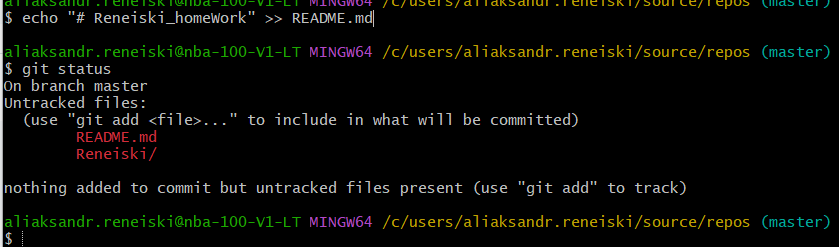 aliaksandr.reneiski@nba-100-V1-LT MINGW64 /c/users/aliaksandr.reneiski/source/repos (master)
$ echo "# Reneiski_homeWork" >> README.md
aliaksandr.reneiski@nba-100-V1-LT MINGW64 /c/users/aliaksandr.reneiski/source/repos (master)
$ git status
On branch master
Untracked files:
  (use "git add <file>..." to include in what will be committed)
        README.md
        Reneiski/
nothing added to commit but untracked files present (use "git add" to track)
aliaksandr.reneiski@nba-100-V1-LT MINGW64 /c/users/aliaksandr.reneiski/source/repos (master)
$